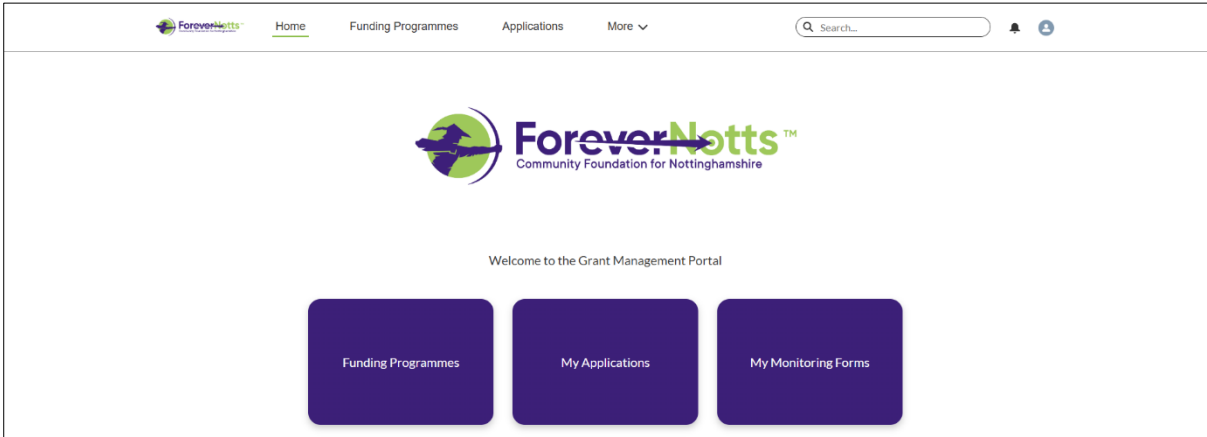 ForeverNotts Home Funding Programmes Applications More Search...
ForeverNotts™
Community Foundation for Nottinghamshire
Welcome to the Grant Management Portal
Funding Programmes My Applications My Monitoring Forms